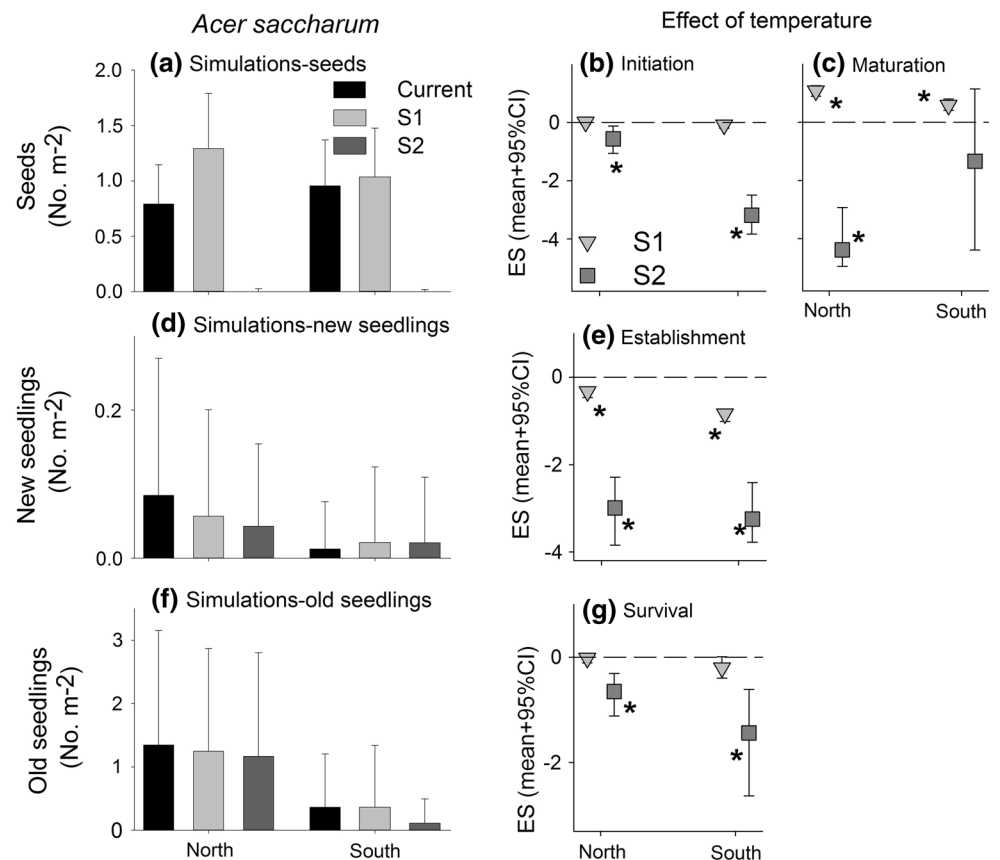 Acer saccharum
Effect of temperature
(a) Simulations-seeds
Current
S1
S2
Seeds
(No. m-2)
2.0
1.5
1.0
0.5
0.0
(b) Initiation
ES (mean+95%CI)
0
-2
-4
*
*
S1
S2
(c) Maturation
*
*
*
North
South
(d) Simulations-new seedlings
New seedlings
(No. m-2)
0.2
0.0
(e) Establishment
ES (mean+95%CI)
0
-2
-4
*
*
*
*
(f) Simulations-old seedlings
Old seedlings
(No. m-2)
3
2
1
0
North
South
(g) Survival
ES (mean+95%CI)
0
-2
*
*
North
South